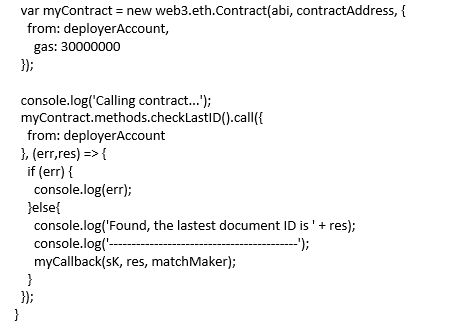 var myContract = new web3.eth.Contract(abi, contractAddress, {
from: deployerAccount,
gas: 30000000
});
console.log('Calling contract...');
myContract.methods.checkLastID().call({
from: deployerAccount
}, (err,res) => {
if (err) {
console.log(err);
}else{
console.log('Found, the lastest document ID is ' + res);
console.log('------------------------------------------');
myCallback(sK, res, matchMaker);
}
});
}